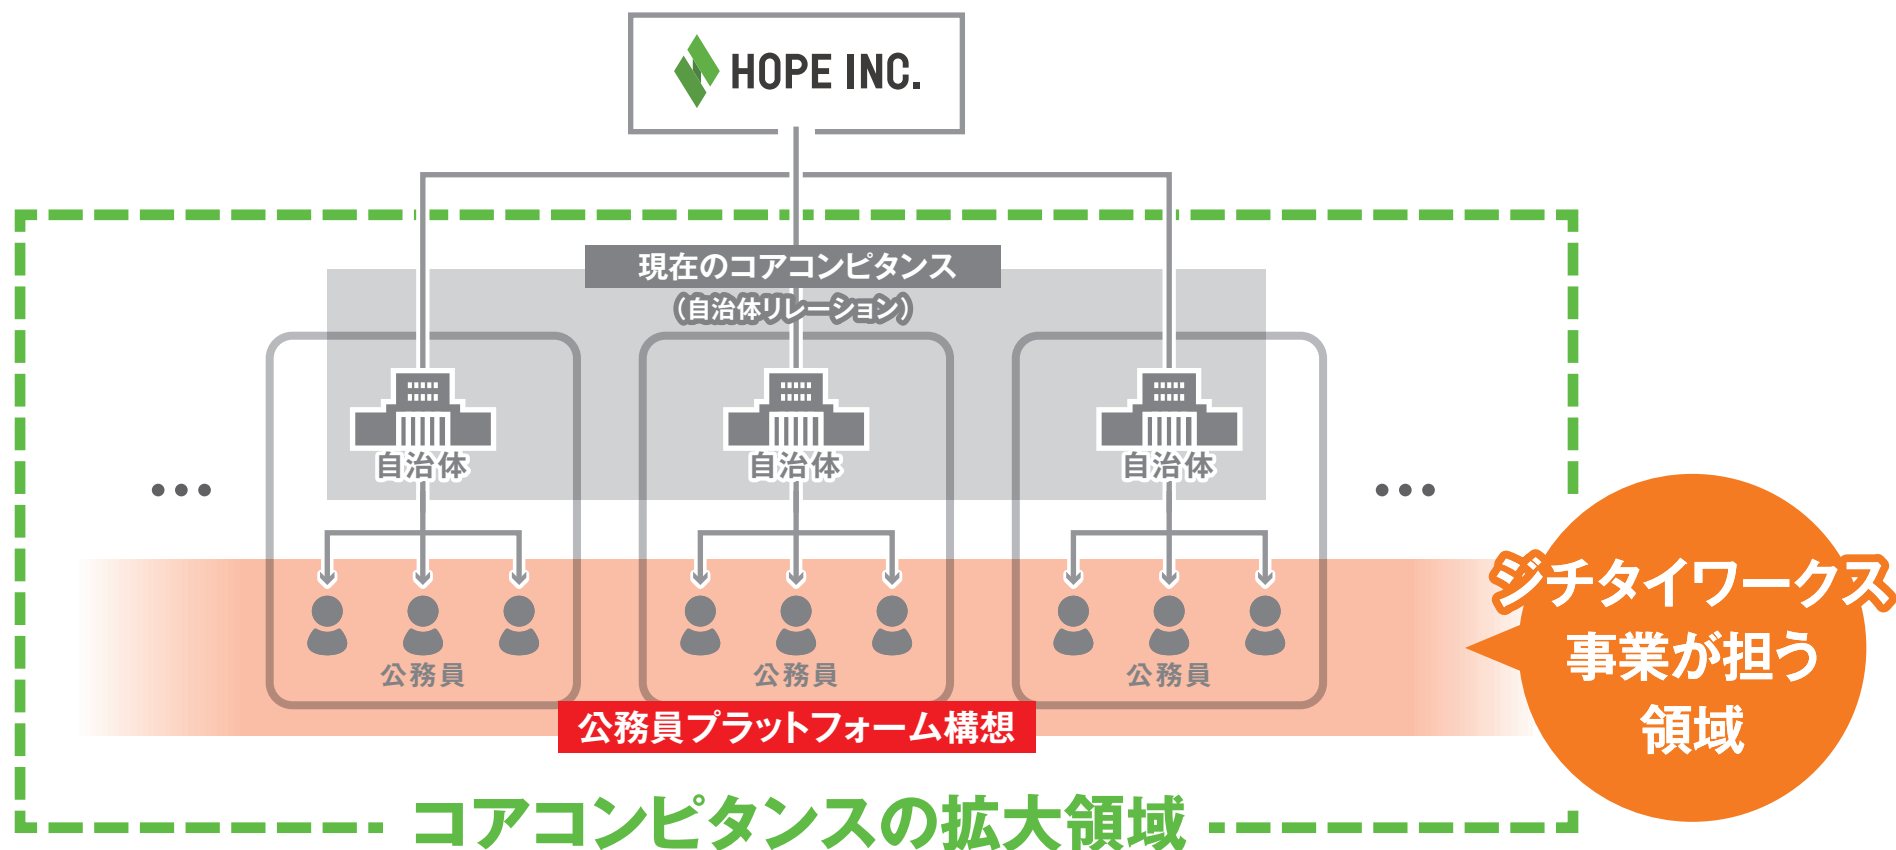 HOPE INC.
現在のコアコンピタンス
（自治体リレーション）
自治体
自治体
自治体
公務員
公務員
公務員
公務員プラットフォーム構想
ジチタイワークス
事業が担う
領域
コアコンピタンスの拡大領域